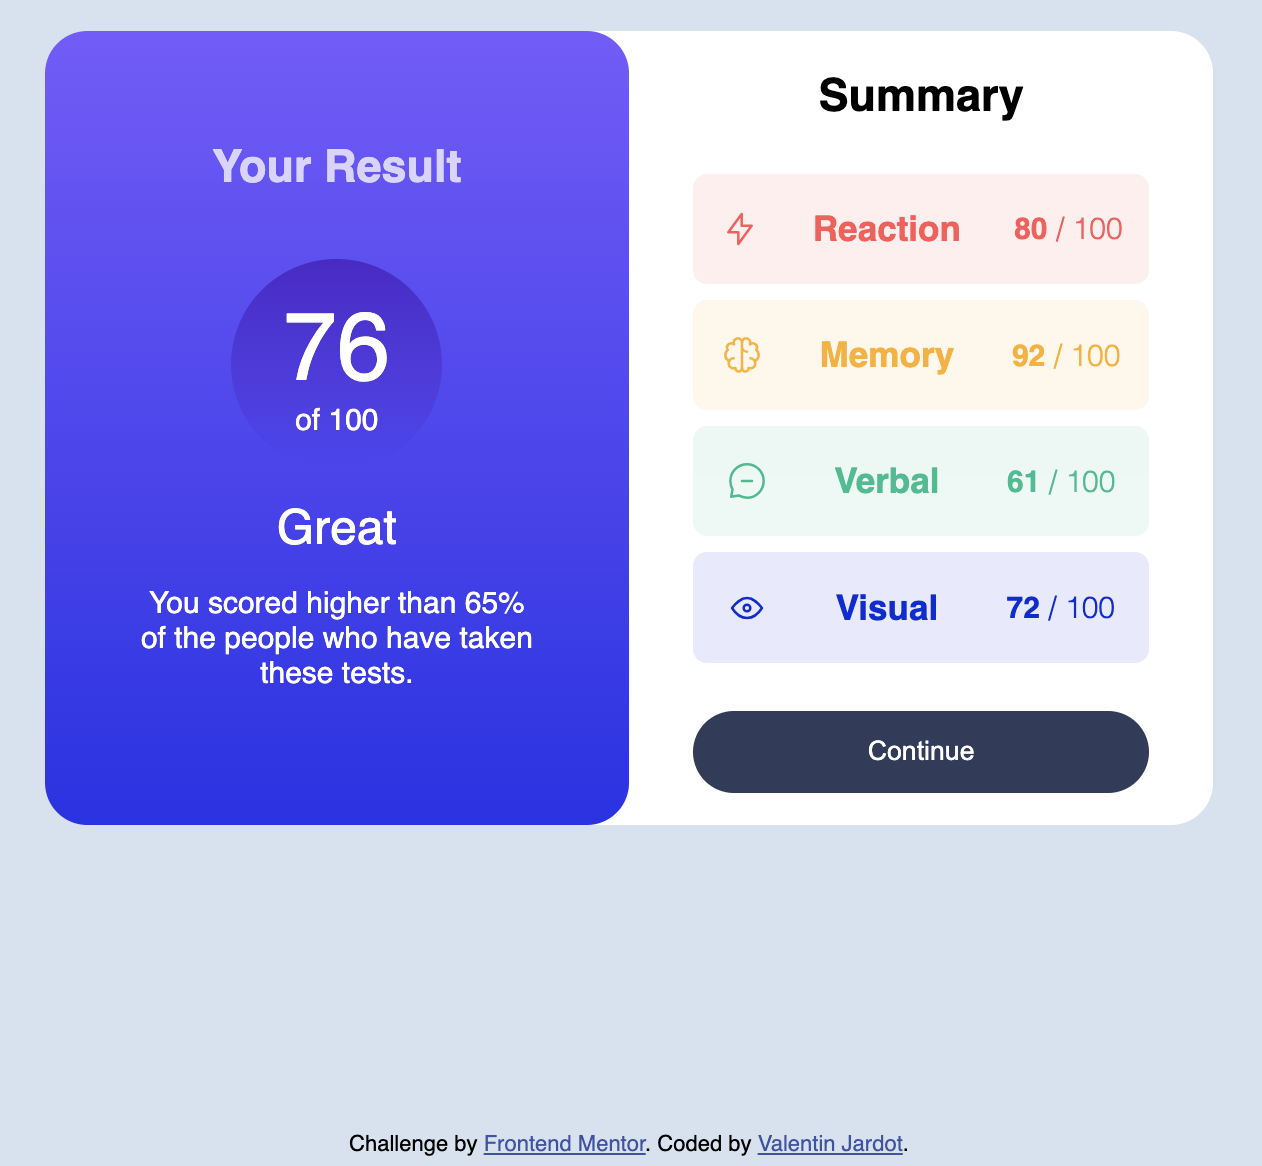 Your Result
76
of 100
Great
You scored higher than 65%
of the people who have taken
these tests.
Summary
Reaction 80 / 100
Memory 92 / 100
Verbal 61 / 100
Visual 72 / 100
Continue
Challenge by Frontend Mentor. Coded by Valentin Jardot.